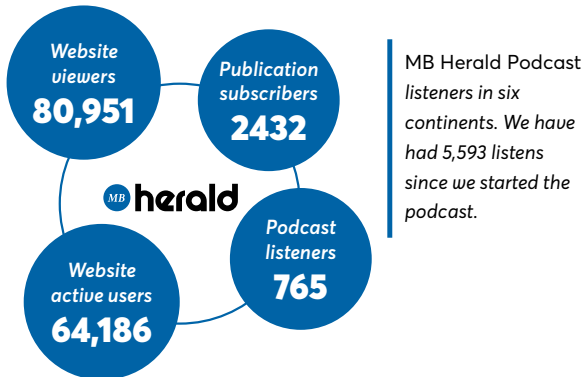 Website
viewers
80,951
Publication
subscribers
2432
MB herald
Podcast
listeners
765
Website
active users
64,186
MB Herald Podcast
listeners in six
continents. We have
had 5,593 listens
since we started the
podcast.